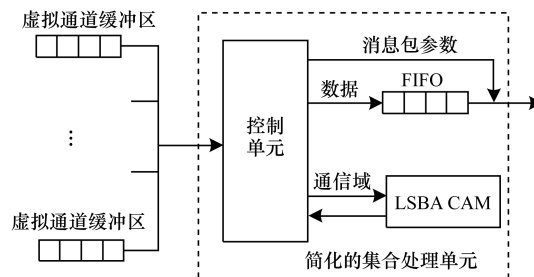 虚拟通道缓冲区
消息包参数
数据
FIFO
控制
单元
通信域
LSBA CAM
虚拟通道缓冲区
简化的集合处理单元